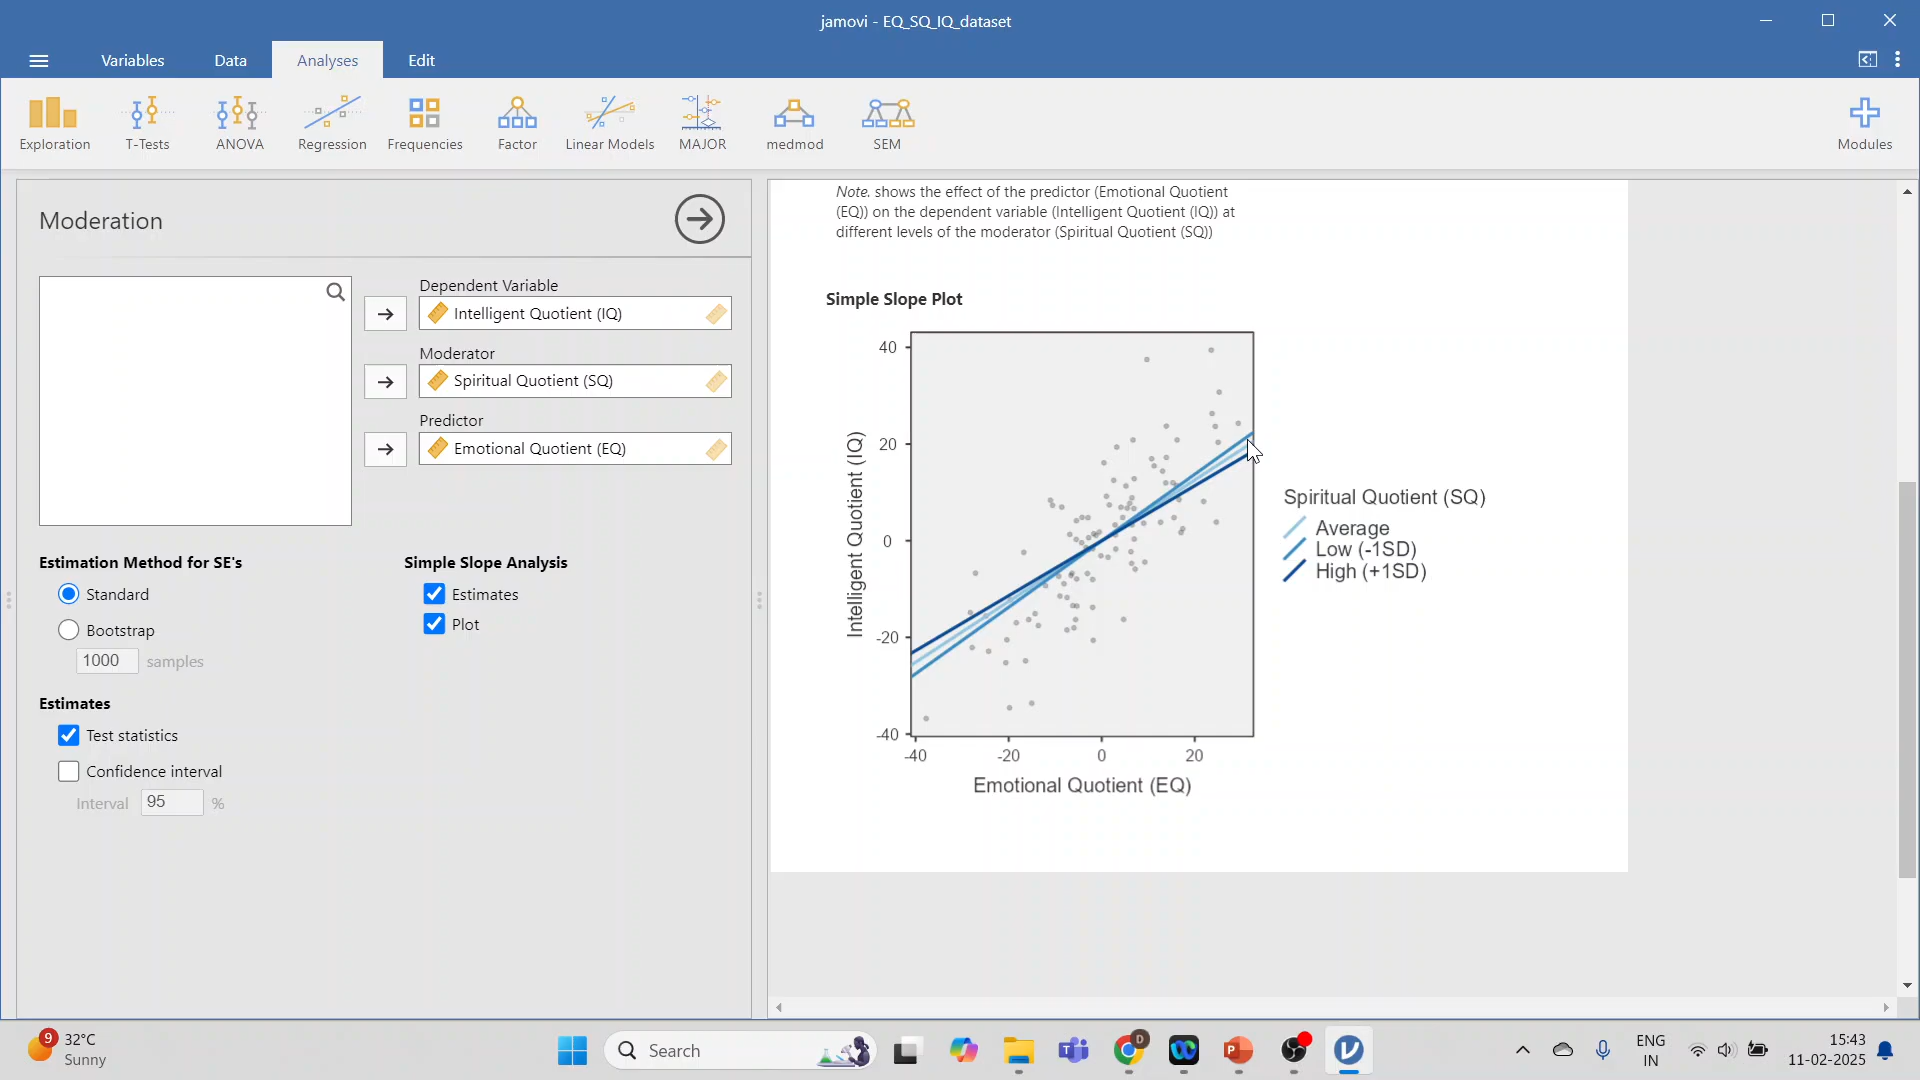 jamovi - EQ_SQ_IQ_dataset
Variables Data Analyses Edit
Exploration T-Tests ANOVA Regression Frequencies Factor Linear Models MAJOR medmod SEM Modules
Moderation
Dependent Variable
Intelligent Quotient (IQ)
Moderator
Spiritual Quotient (SQ)
Predictor
Emotional Quotient (EQ)
Estimation Method for SE's
Standard
Bootstrap
1000 samples
Estimates
Test statistics
Confidence interval
Interval 95 %
Simple Slope Analysis
Estimates
Plot
Note. shows the effect of the predictor (Emotional Quotient
(EQ)) on the dependent variable (Intelligent Quotient (IQ)) at
different levels of the moderator (Spiritual Quotient (SQ))
Simple Slope Plot
40
20
0
-20
-40
Intelligent Quotient (IQ)
-40 -20 0 20
Emotional Quotient (EQ)
Spiritual Quotient (SQ)
Average
Low (-1SD)
High (+1SD)
9
32°C
Sunny
Search
D
ENG
IN
15:43
11-02-2025